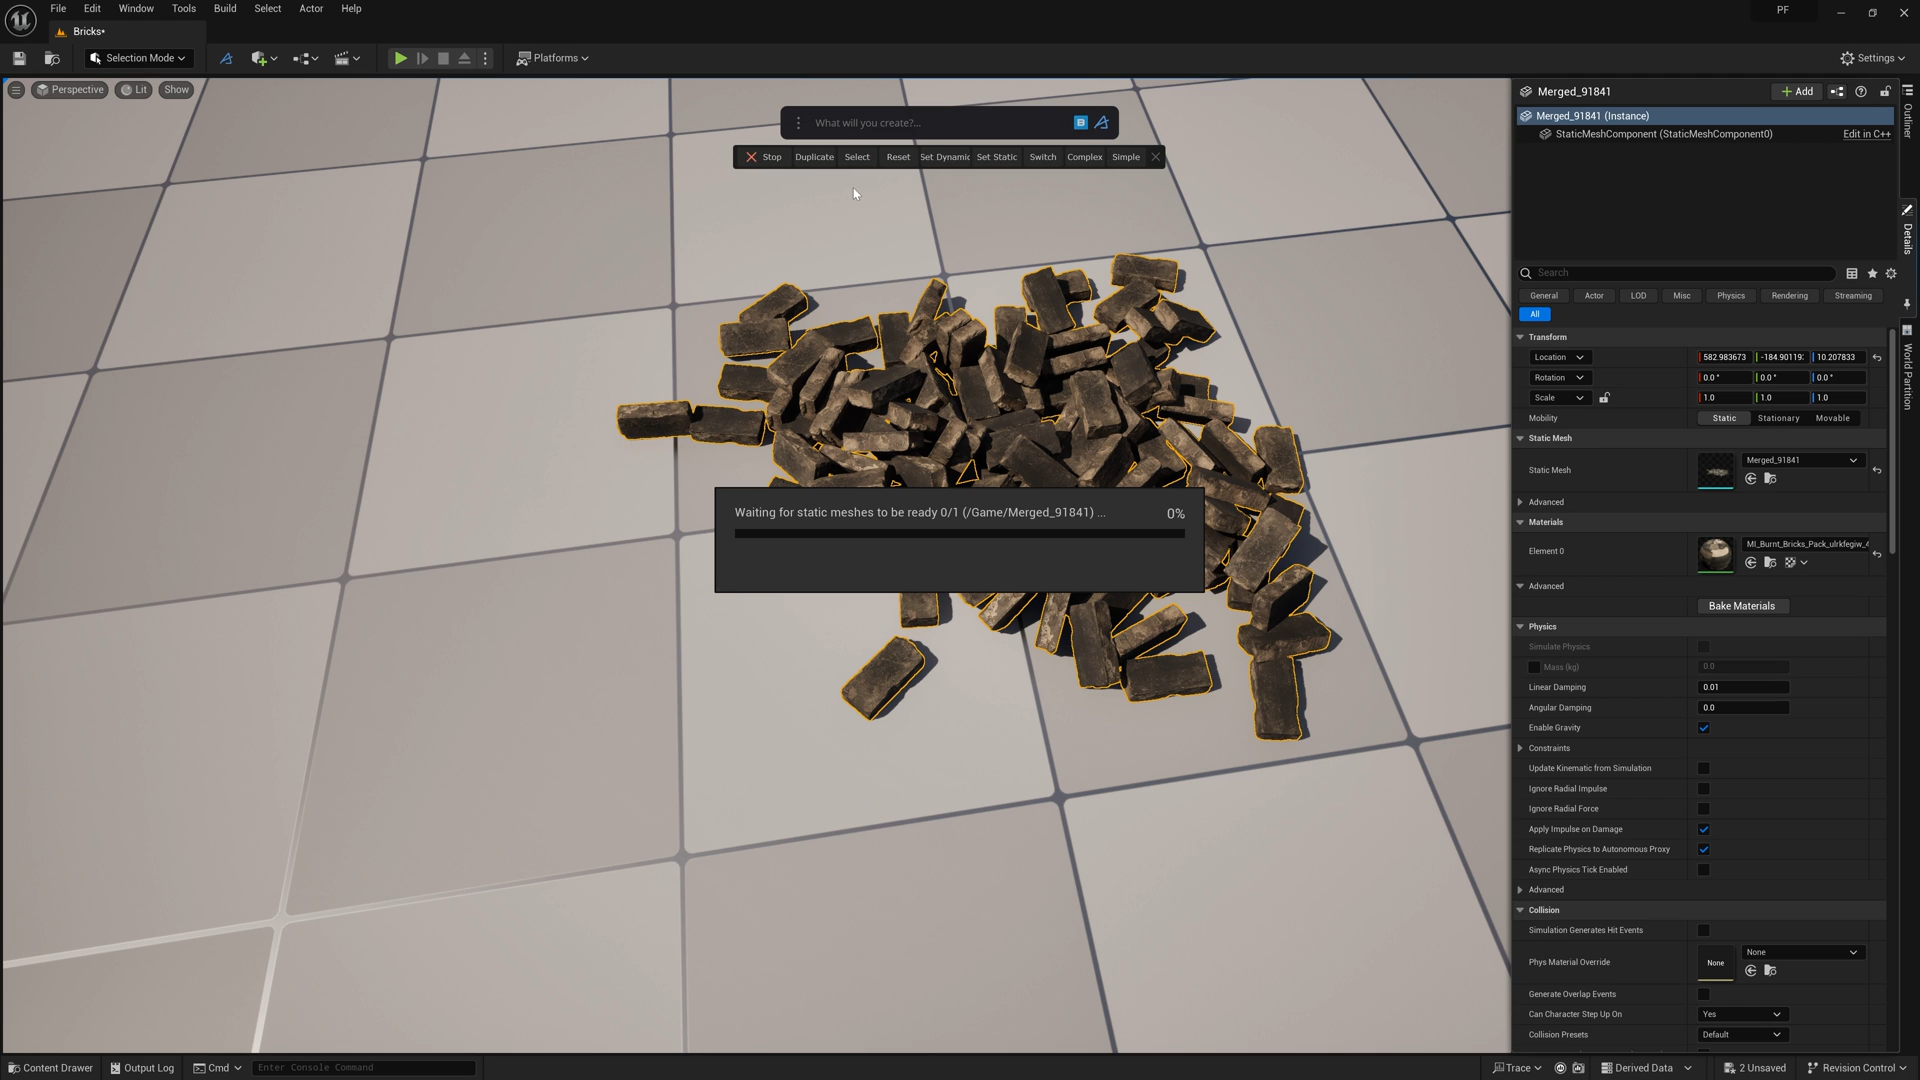 File Edit Window Tools Build Select Actor Help
PF
Bricks*
Selection Mode
Platforms
Settings
Perspective Lit Show
What will you create?...
Stop Duplicate Select Reset Set Dynamic Set Static Switch Complex Simple
Merged_91841
Add
Merged_91841 (Instance)
StaticMeshComponent (StaticMeshComponent0) Edit in C++
Outliner
Details
World Partition
Search
General Actor LOD Misc Physics Rendering Streaming
All
Transform
Location 582.983673 -184.90119 10.207833
Rotation 0.0 ° 0.0 ° 0.0 °
Scale 1.0 1.0 1.0
Mobility Static Stationary Movable
Static Mesh
Static Mesh Merged_91841
Advanced
Materials
Element 0 MI_Burnt_Bricks_Pack_ulrkfegiw_4
Advanced
Bake Materials
Physics
Simulate Physics
Mass (kg) 0.0
Linear Damping 0.01
Angular Damping 0.0
Enable Gravity
Constraints
Update Kinematic from Simulation
Ignore Radial Impulse
Ignore Radial Force
Apply Impulse on Damage
Replicate Physics to Autonomous Proxy
Async Physics Tick Enabled
Advanced
Collision
Simulation Generates Hit Events
Phys Material Override None None
Generate Overlap Events
Can Character Step Up On Yes
Collision Presets Default
Waiting for static meshes to be ready 0/1 (/Game/Merged_91841) ... 0%
Content Drawer Output Log Cmd Enter Console Command
Trace Derived Data 2 Unsaved Revision Control